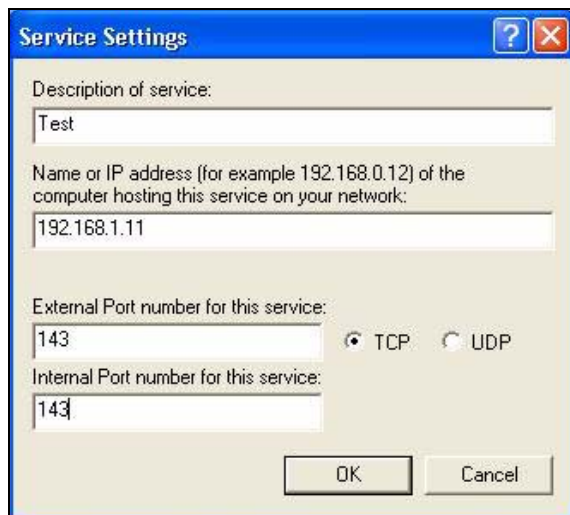 Service Settings
?
Description of service:
Test
Name or IP address (for example 192.168.0.12) of the
computer hosting this service on your network:
192.168.1.11
External Port number for this service:
143
TCP
UDP
Internal Port number for this service:
143
OK
Cancel